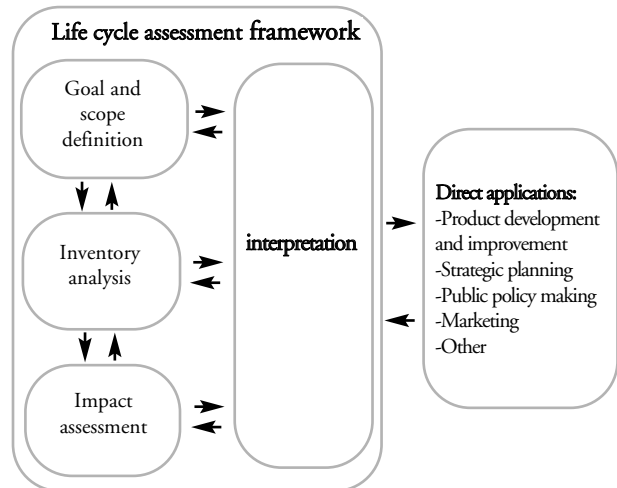 Life cycle assessment framework
Goal and
scope
definition
Inventory
analysis
Impact
assessment
interpretation
Direct applications:
-Product development
and improvement
-Strategic planning
-Public policy making
-Marketing
-Other